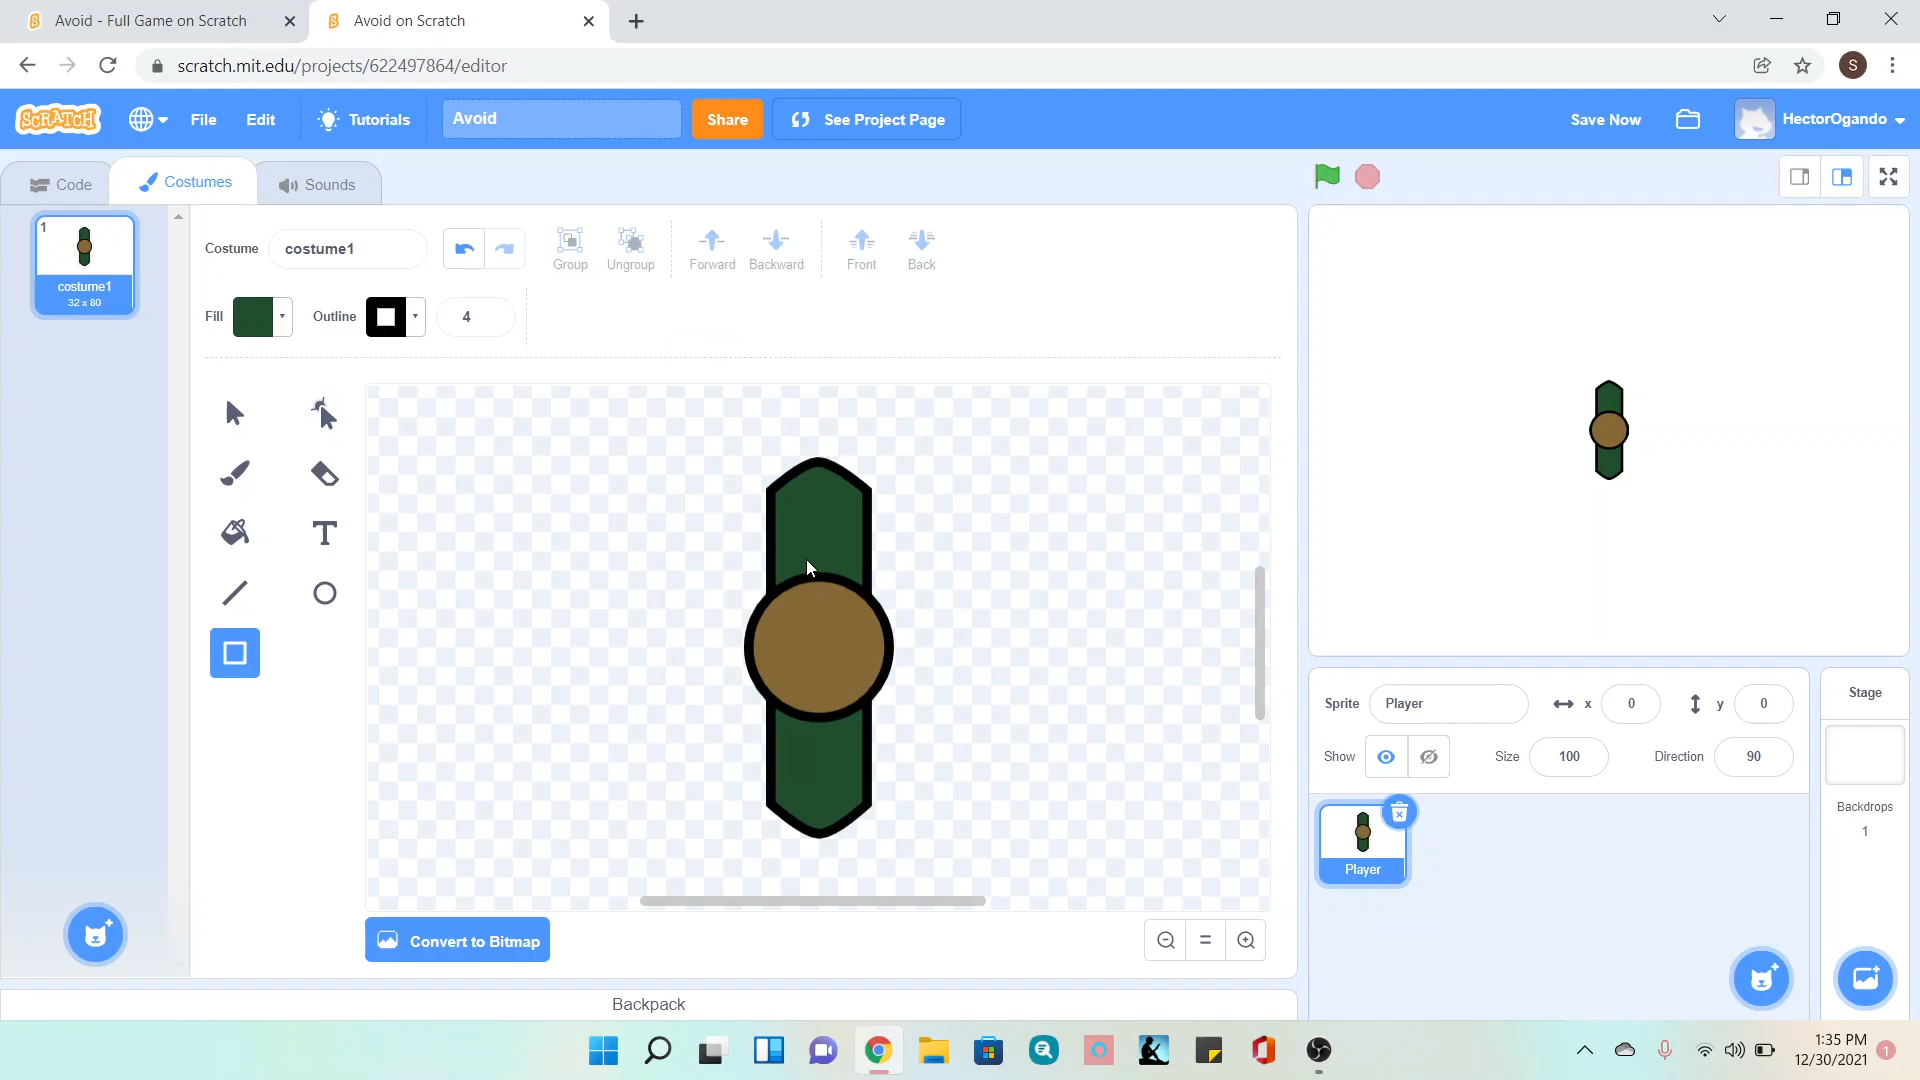 Avoid - Full Game on Scratch
Avoid on Scratch
scratch.mit.edu/projects/622497864/editor
S
SCRATCH
File
Edit
Tutorials
Avoid
Share
See Project Page
Save Now
HectorOgando
Code
Costumes
Sounds
1
costume1
32 x 80
Costume
costume1
Group
Ungroup
Forward
Backward
Front
Back
Fill
Outline
4
T
Convert to Bitmap
Backpack
Sprite
Player
x
0
y
0
Show
Size
100
Direction
90
Player
Stage
Backdrops
1
1:35 PM
12/30/2021
1